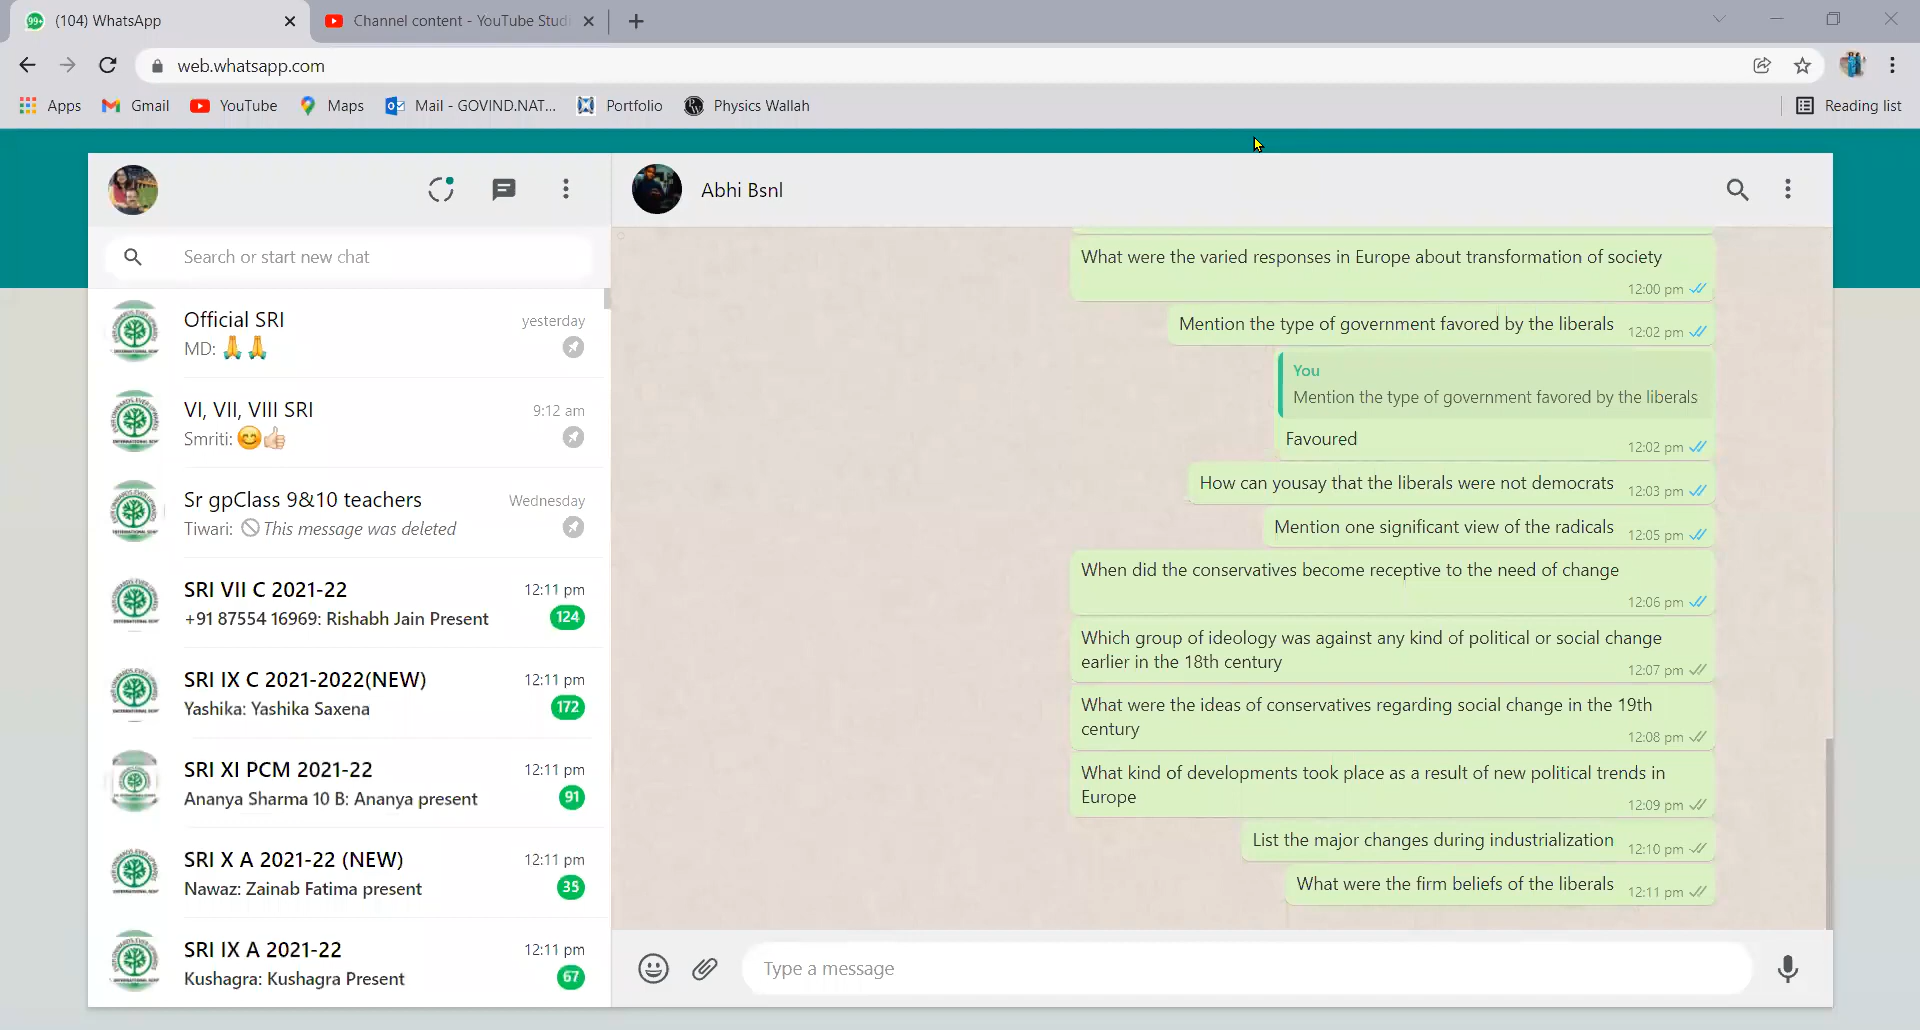 (104) WhatsApp
Channel content - YouTube Studi
web.whatsapp.com
Apps
Gmail
YouTube
Maps
Mail - GOVIND.NAT...
Portfolio
Physics Wallah
Reading list
Abhi Bsnl
Search or start new chat
Official SRI
yesterday
MD: 🙏 🙏
VI, VII, VIII SRI
9:12 am
Smriti: 😊👍🏻
Sr gpClass 9&10 teachers
Wednesday
Tiwari: This message was deleted
SRI VII C 2021-22
12:11 pm
+91 87554 16969: Rishabh Jain Present
124
SRI IX C 2021-2022(NEW)
12:11 pm
Yashika: Yashika Saxena
172
SRI XI PCM 2021-22
12:11 pm
Ananya Sharma 10 B: Ananya present
91
SRI X A 2021-22 (NEW)
12:11 pm
Nawaz: Zainab Fatima present
35
SRI IX A 2021-22
12:11 pm
Kushagra: Kushagra Present
67
What were the varied responses in Europe about transformation of society
12:00 pm
Mention the type of government favored by the liberals
12:02 pm
You
Mention the type of government favored by the liberals
Favoured
12:02 pm
How can yousay that the liberals were not democrats
12:03 pm
Mention one significant view of the radicals
12:05 pm
When did the conservatives become receptive to the need of change
12:06 pm
Which group of ideology was against any kind of political or social change
earlier in the 18th century
12:07 pm
What were the ideas of conservatives regarding social change in the 19th
century
12:08 pm
What kind of developments took place as a result of new political trends in
Europe
12:09 pm
List the major changes during industrialization
12:10 pm
What were the firm beliefs of the liberals
12:11 pm
Type a message